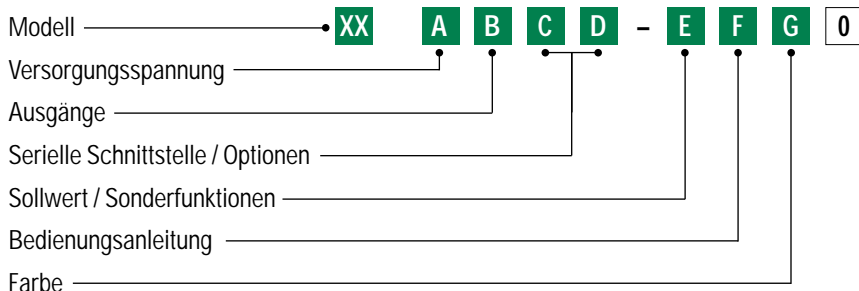 Modell XX A B C D - E F G 0
Versorgungsspannung
Ausgänge
Serielle Schnittstelle / Optionen
Sollwert / Sonderfunktionen
Bedienungsanleitung
Farbe